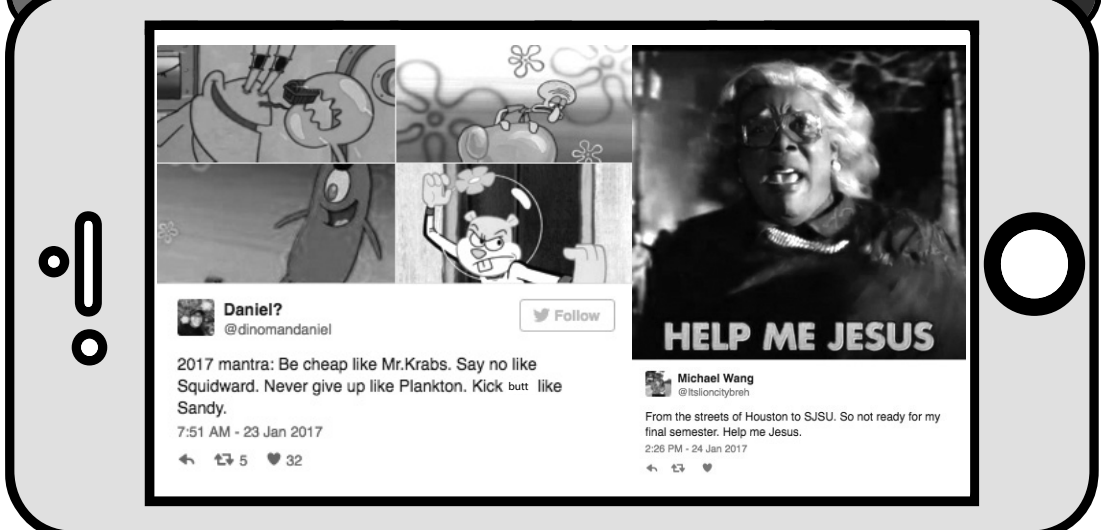 Daniel?
@dinomandaniel
Follow
2017 mantra: Be cheap like Mr.Krabs. Say no like
Squidward. Never give up like Plankton. Kick butt like
Sandy.
7:51 AM - 23 Jan 2017
5 32
HELP ME JESUS
Michael Wang
@Itslioncitybreh
From the streets of Houston to SJSU. So not ready for my
final semester. Help me Jesus.
2:26 PM - 24 Jan 2017